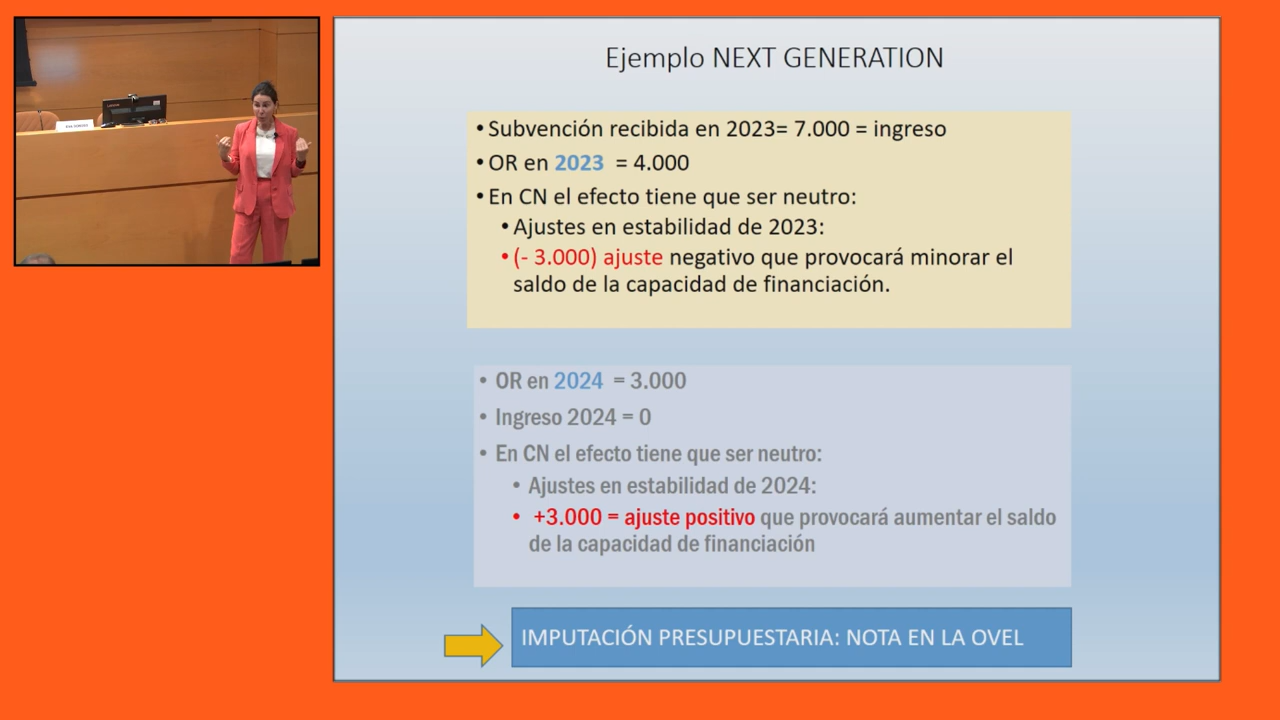 Ejemplo NEXT GENERATION
• Subvención recibida en 2023= 7.000 = ingreso
• OR en 2023 = 4.000
• En CN el efecto tiene que ser neutro:
• Ajustes en estabilidad de 2023:
• (- 3.000) ajuste negativo que provocará minorar el
saldo de la capacidad de financiación.
• OR en 2024 = 3.000
• Ingreso 2024 = 0
• En CN el efecto tiene que ser neutro:
• Ajustes en estabilidad de 2024:
• +3.000 = ajuste positivo que provocará aumentar el saldo
de la capacidad de financiación
IMPUTACIÓN PRESUPUESTARIA: NOTA EN LA OVEL